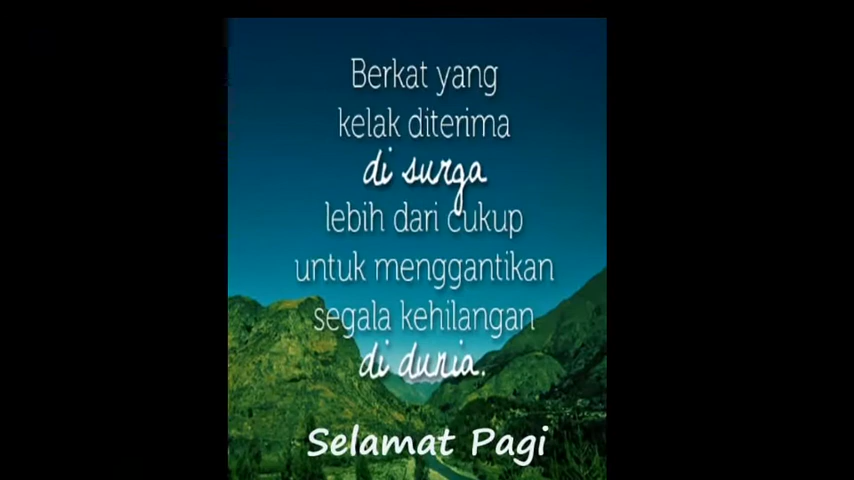 Berkat yang
kelak diterima
di surga
lebih dari cukup
untuk menggantikan
segala kehilangan
di dunia.
Selamat Pagi